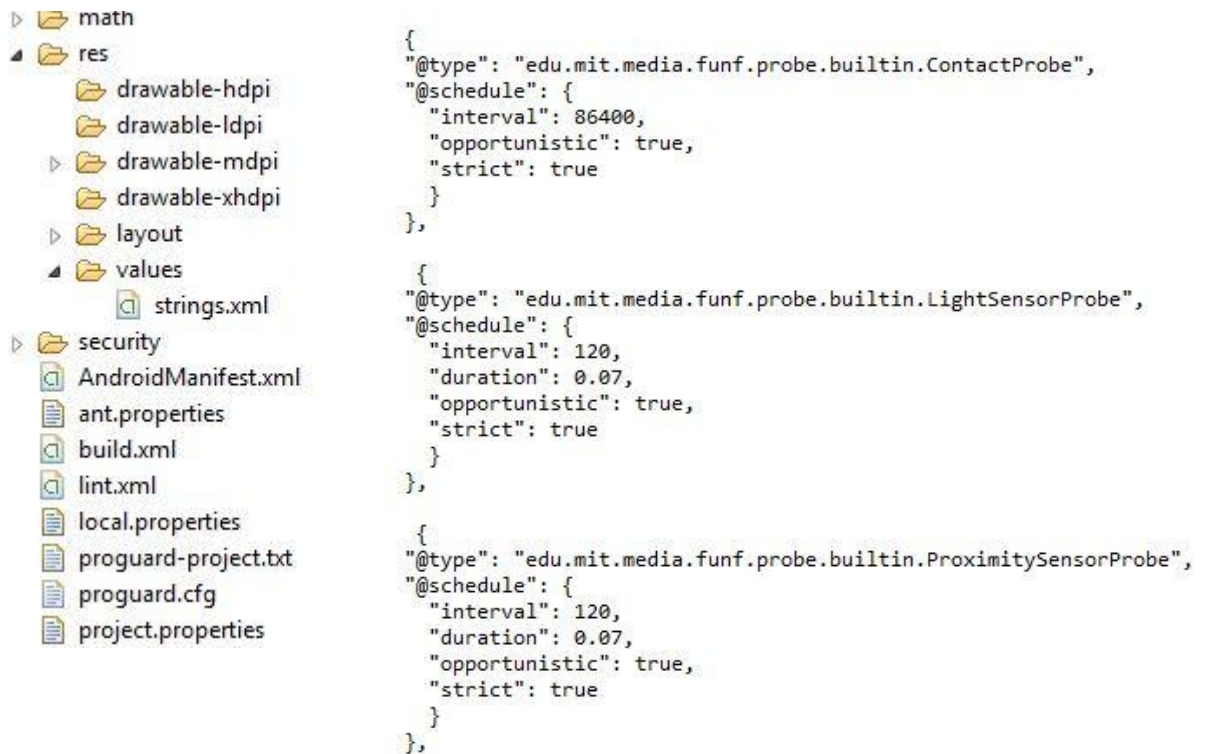 math
res
drawable-hdpi
drawable-ldpi
drawable-mdpi
drawable-xhdpi
layout
values
strings.xml
security
AndroidManifest.xml
ant.properties
build.xml
lint.xml
local.properties
proguard-project.txt
proguard.cfg
project.properties
{
"@type": "edu.mit.media.funf.probe.builtin.ContactProbe",
"@schedule": {
"interval": 86400,
"opportunistic": true,
"strict": true
}
},
{
"@type": "edu.mit.media.funf.probe.builtin.LightSensorProbe",
"@schedule": {
"interval": 120,
"duration": 0.07,
"opportunistic": true,
"strict": true
}
},
{
"@type": "edu.mit.media.funf.probe.builtin.ProximitySensorProbe",
"@schedule": {
"interval": 120,
"duration": 0.07,
"opportunistic": true,
"strict": true
}
},